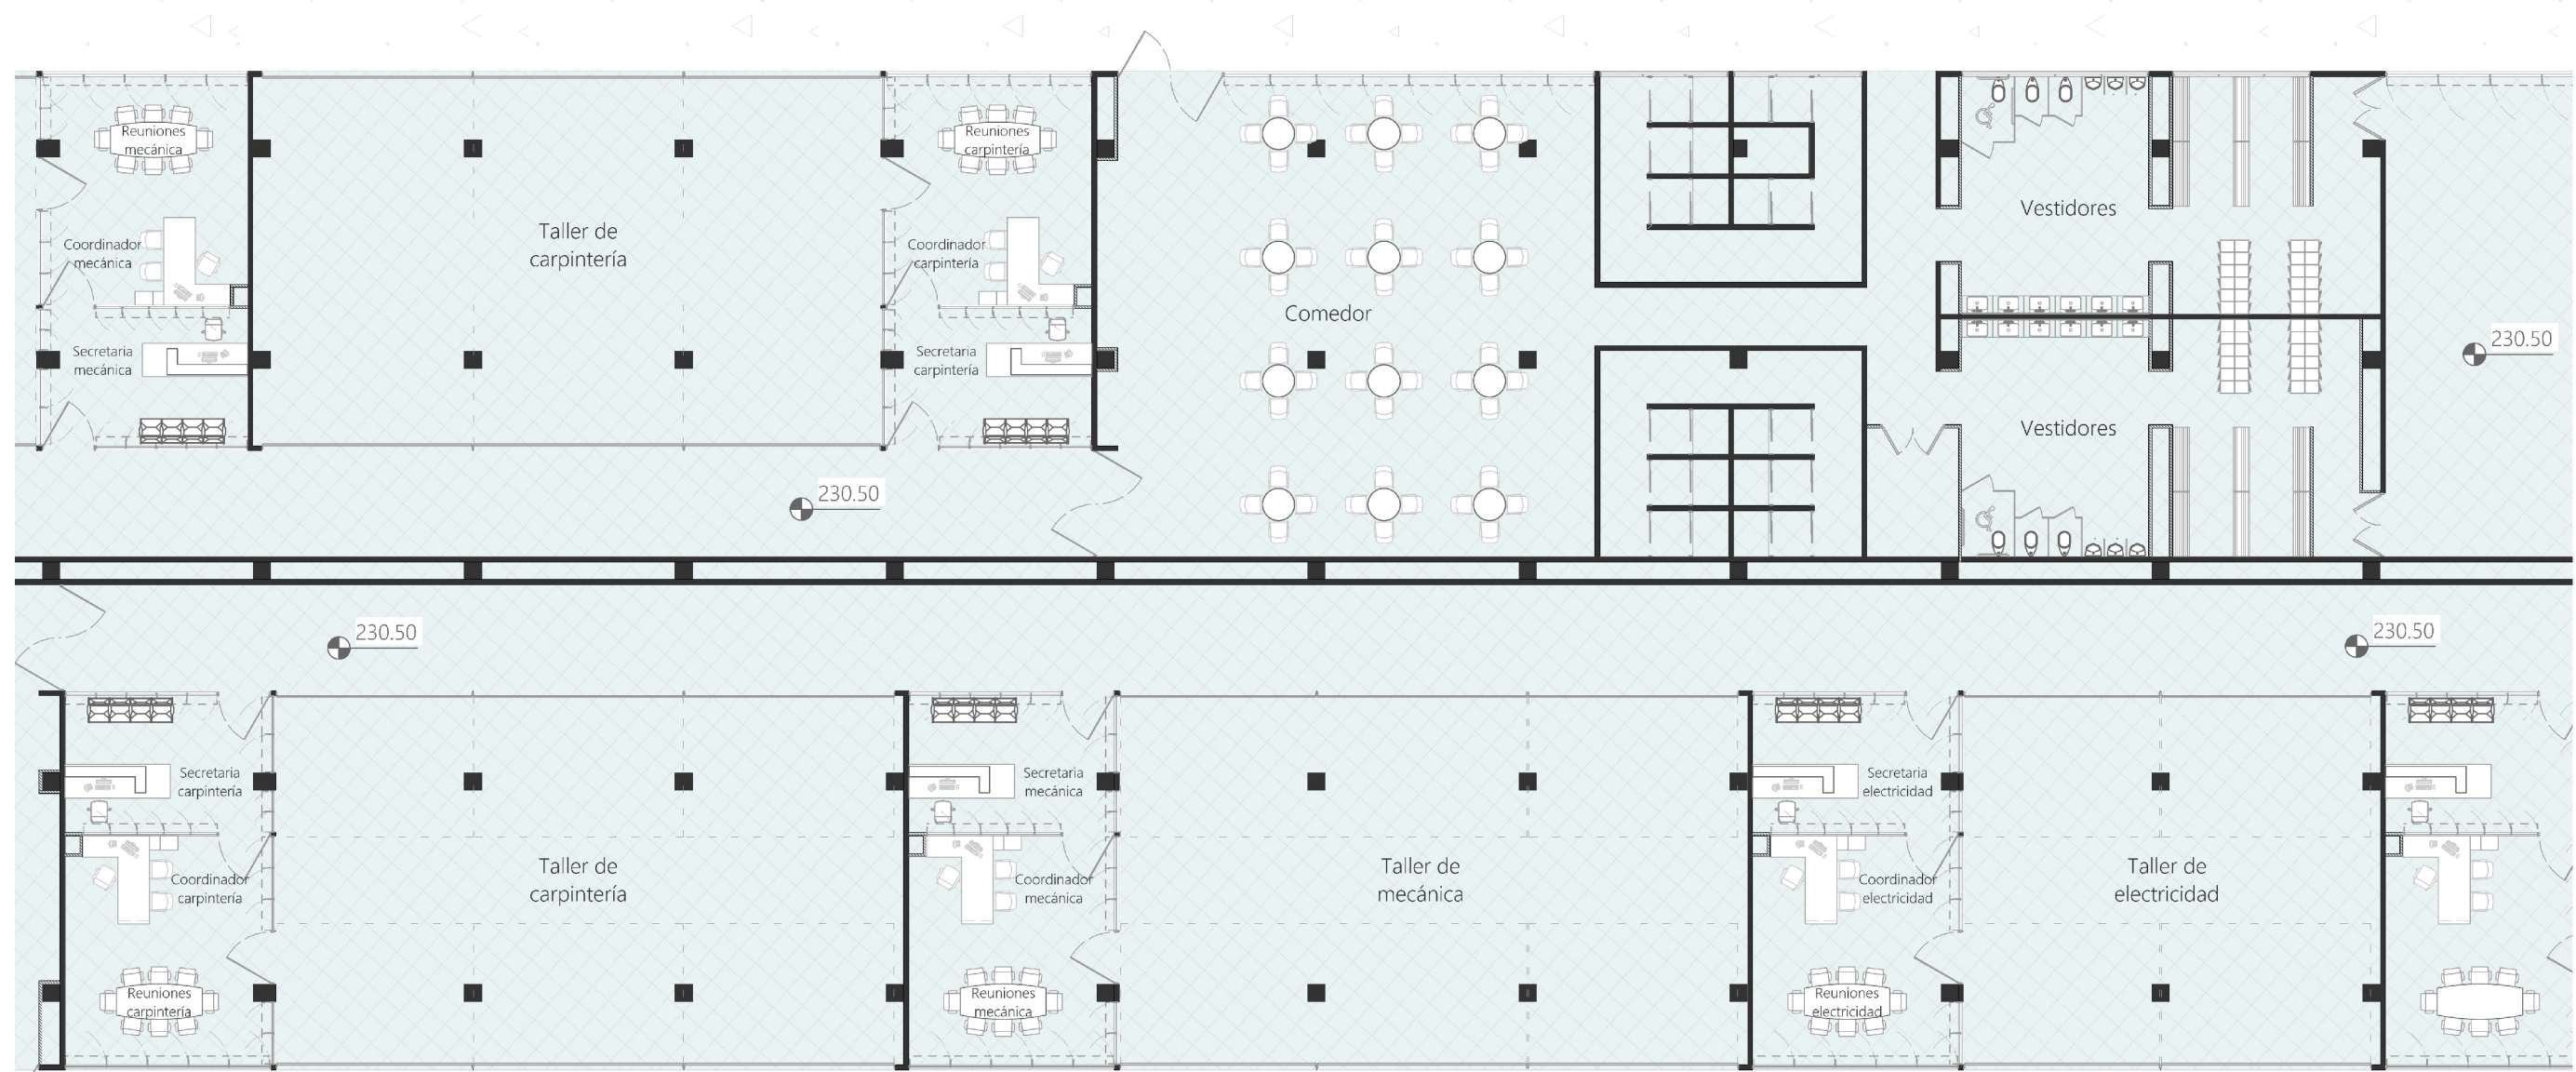 Reuniones
mecánica
Coordinador
mecánica
Secretaria
mecánica
Taller de
carpintería
Reuniones
carpintería
Coordinador
carpintería
Secretaria
carpintería
230.50
Comedor
Vestidores
Vestidores
230.50
230.50
230.50
Secretaria
carpintería
Coordinador
carpintería
Reuniones
carpintería
Taller de
carpintería
Secretaria
mecánica
Coordinador
mecánica
Reuniones
mecánica
Taller de
mecánica
Secretaria
electricidad
Coordinador
electricidad
Reuniones
electricidad
Taller de
electricidad